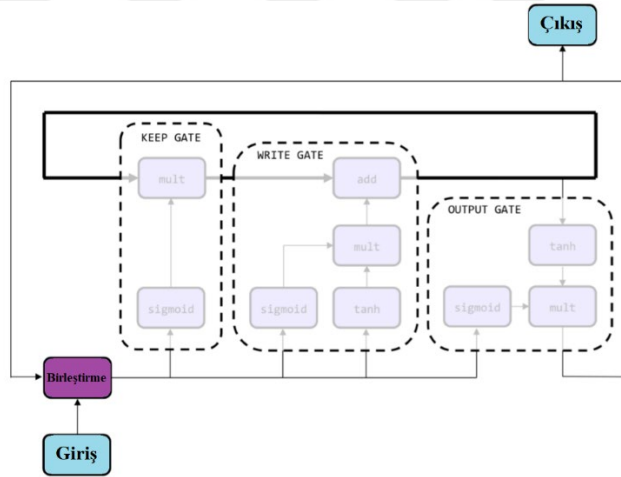 Çıkış
KEEP GATE
WRITE GATE
mult
add
OUTPUT GATE
mult
tanh
sigmoid
sigmoid
tanh
sigmoid
mult
Birleştirme
Giriş